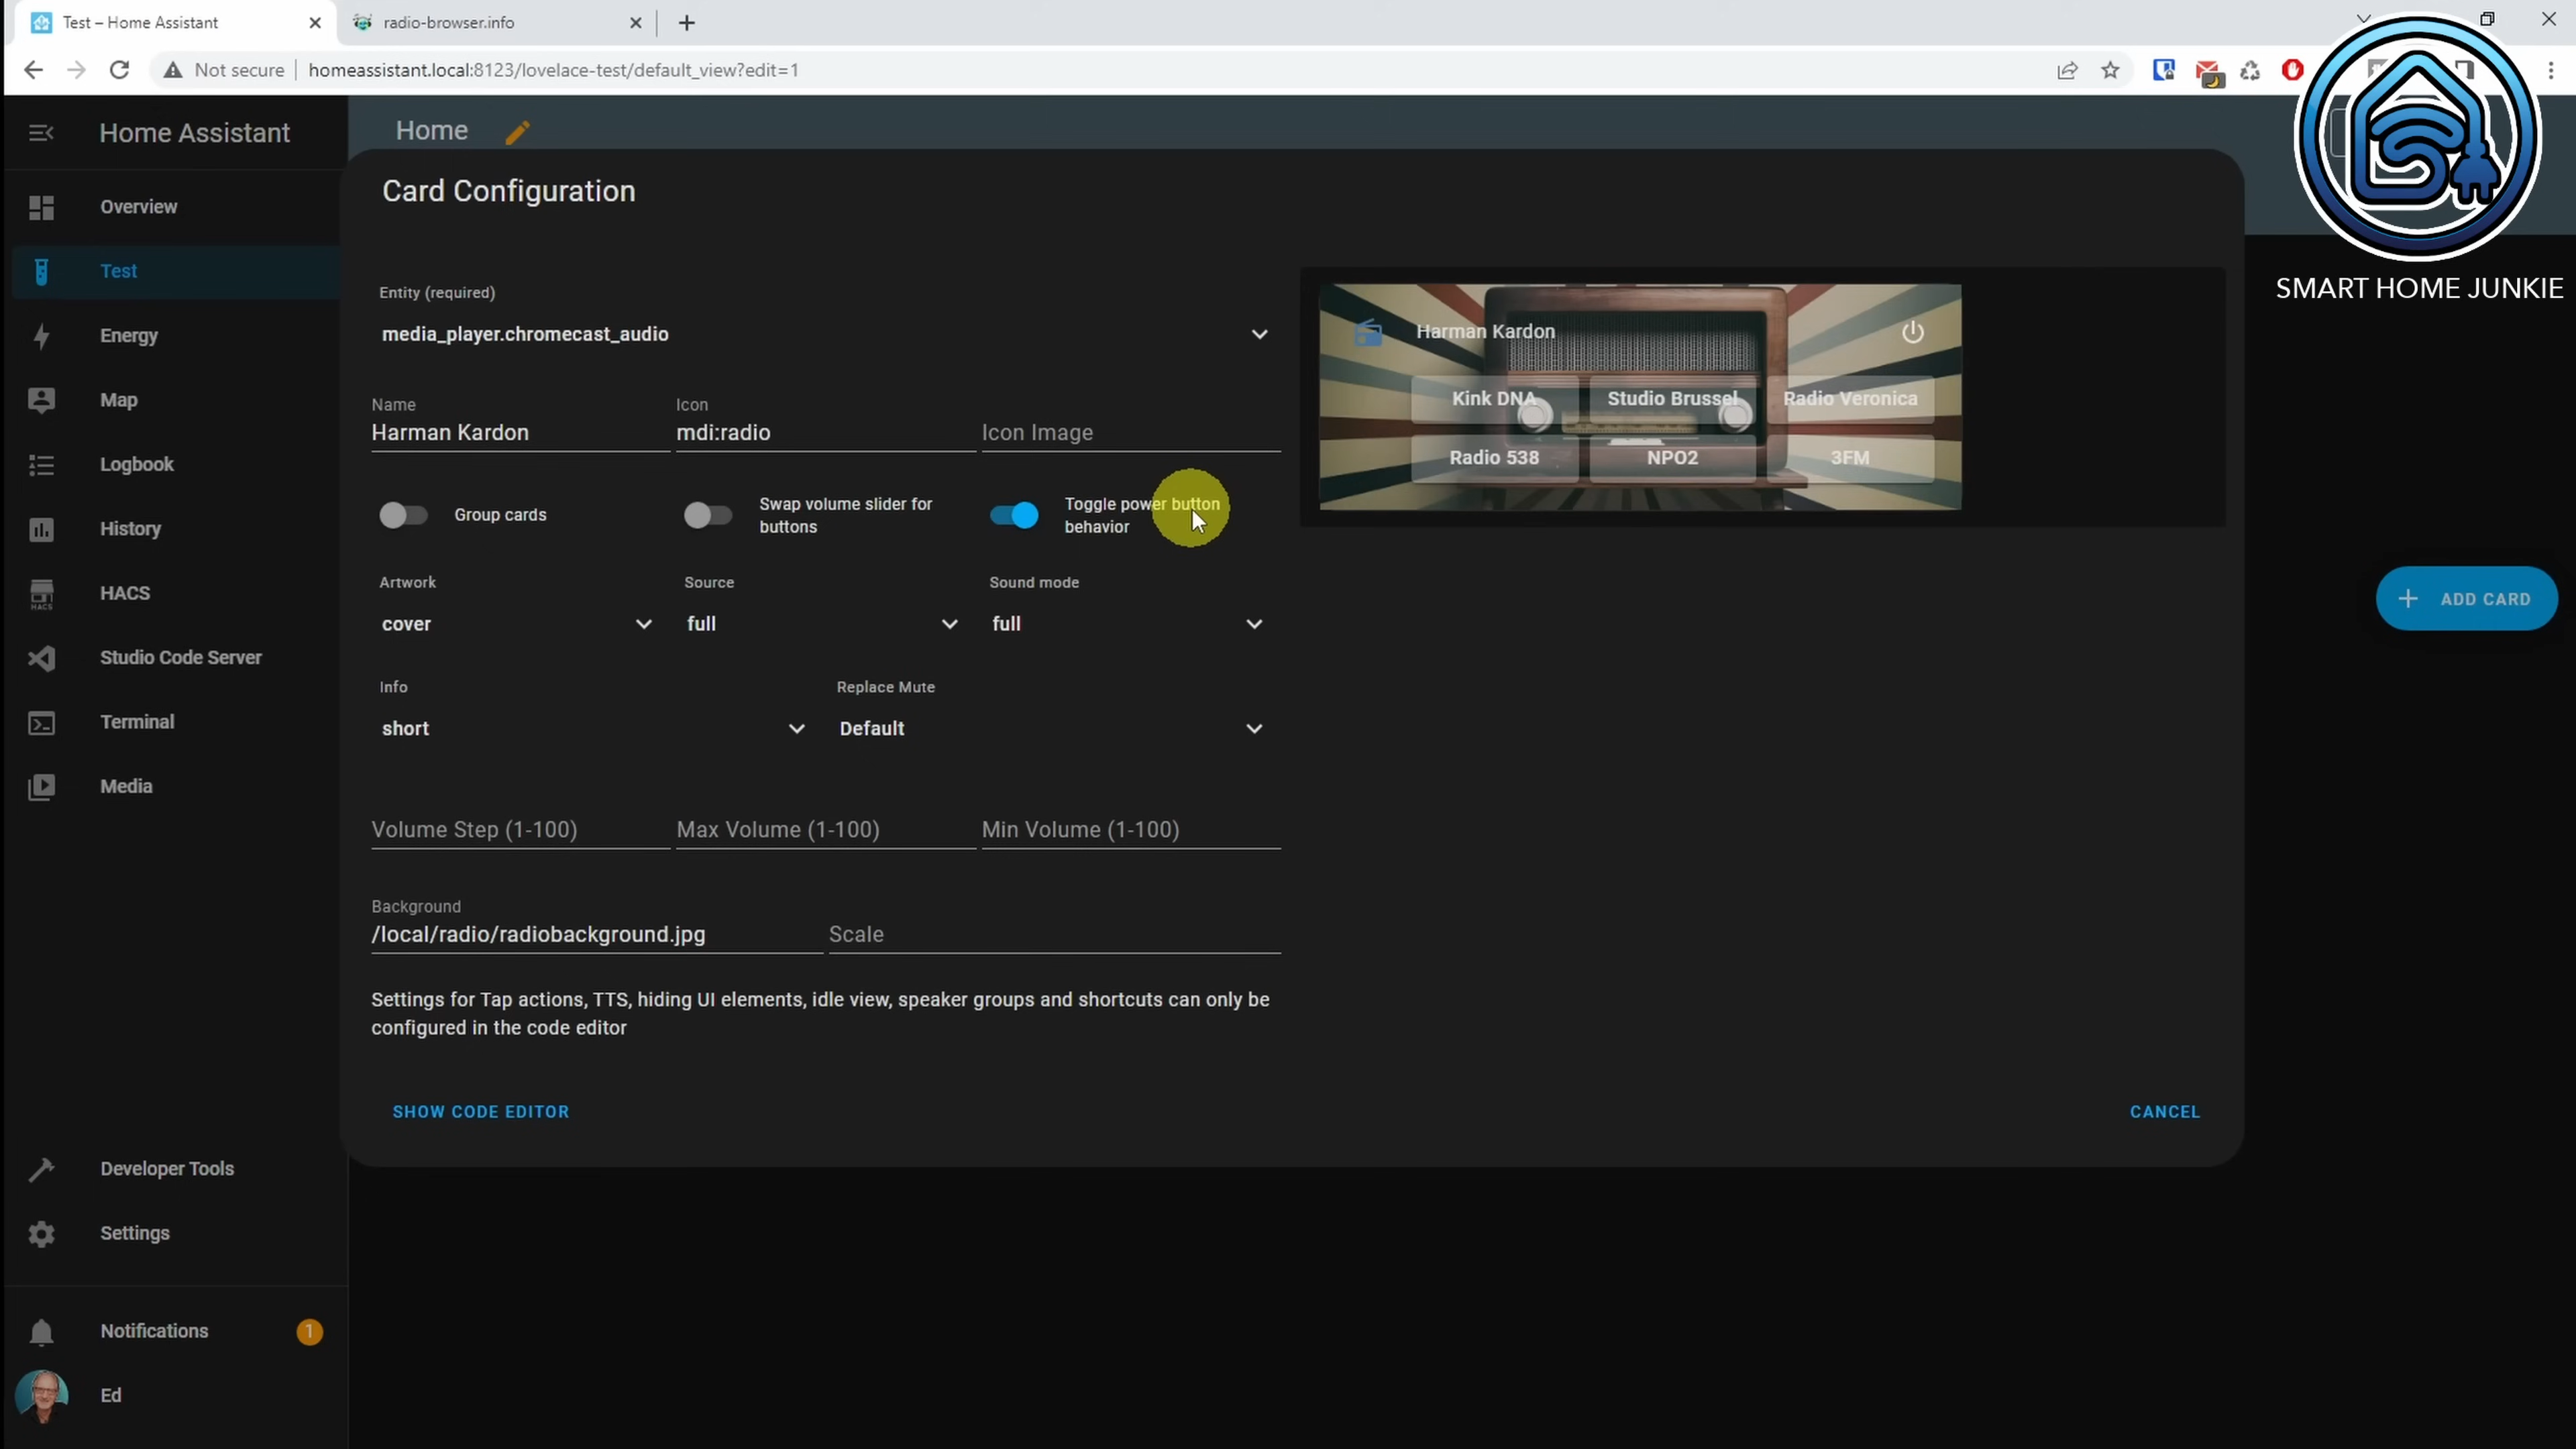 Test – Home Assistant
radio-browser.info
Not secure
homeassistant.local:8123/lovelace-test/default_view?edit=1
SMART HOME JUNKIE
Home Assistant
Overview
Test
Energy
Map
Logbook
History
HACS
HACS
Studio Code Server
Terminal
Media
Developer Tools
Settings
Notifications
1
Ed
Home
Card Configuration
Entity (required)
media_player.chromecast_audio
Name
Harman Kardon
Icon
mdi:radio
Icon Image
Group cards
Swap volume slider for
buttons
Toggle power button
behavior
Artwork
cover
Source
full
Sound mode
full
Info
short
Replace Mute
Default
Volume Step (1-100)
Max Volume (1-100)
Min Volume (1-100)
Background
/local/radio/radiobackground.jpg
Scale
Settings for Tap actions, TTS, hiding UI elements, idle view, speaker groups and shortcuts can only be
configured in the code editor
SHOW CODE EDITOR
CANCEL
Harman Kardon
Kink DNA
Studio Brussel
Radio Veronica
Radio 538
NPO2
3FM
ADD CARD